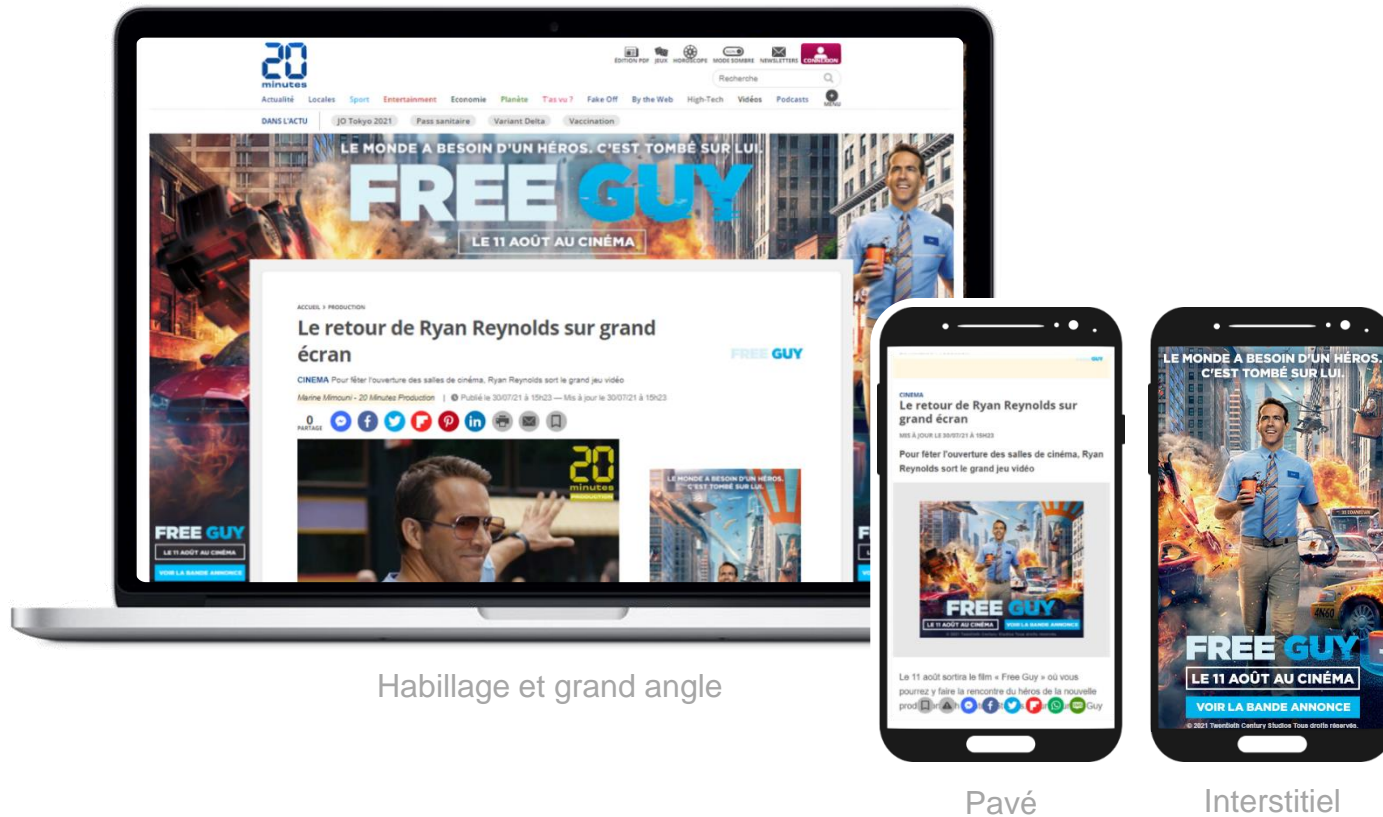 20
minutes
ÉDITION PDF JEUX HOROSCOPE MODE SOMBRE NEWSLETTERS CONNEXION
Recherche
Actualité Locales Sport Entertainment Economie Planète T'as vu ? Fake Off By the Web High-Tech Vidéos Podcasts MENU
DANS L'ACTU JO Tokyo 2021 Pass sanitaire Variant Delta Vaccination
LE MONDE A BESOIN D'UN HÉROS. C'EST TOMBÉ SUR LUI.
FREE GUY
LE 11 AOÛT AU CINÉMA
ACCUEIL > PRODUCTION
Le retour de Ryan Reynolds sur grand
écran
FREE GUY
CINEMA Pour fêter l'ouverture des salles de cinéma, Ryan Reynolds sort le grand jeu vidéo
Marine Mimouni - 20 Minutes Production | Publié le 30/07/21 à 15h23 — Mis à jour le 30/07/21 à 15h23
0
PARTAGE
20
minutes
PRODUCTION
LE MONDE A BESOIN D'UN HÉROS.
C'EST TOMBÉ SUR LUI.
FREE GUY
LE 11 AOÛT AU CINÉMA
VOIR LA BANDE ANNONCE
Habillage et grand angle
GUY
CINEMA
Le retour de Ryan Reynolds sur
grand écran
MIS À JOUR LE 30/07/21 À 15H23
Pour fêter l'ouverture des salles de cinéma, Ryan
Reynolds sort le grand jeu vidéo
FREE GUY
LE 11 AOÛT AU CINÉMA VOIR LA BANDE ANNONCE
Le 11 août sortira le film « Free Guy » où vous
pourrez y faire la rencontre du héros de la nouvelle
prod Guy
Pavé
LE MONDE A BESOIN D'UN HÉROS.
C'EST TOMBÉ SUR LUI.
4N60
FREE GUY
LE 11 AOÛT AU CINÉMA
VOIR LA BANDE ANNONCE
© 2021 Twentieth Century Studios Tous droits réservés.
Interstitiel